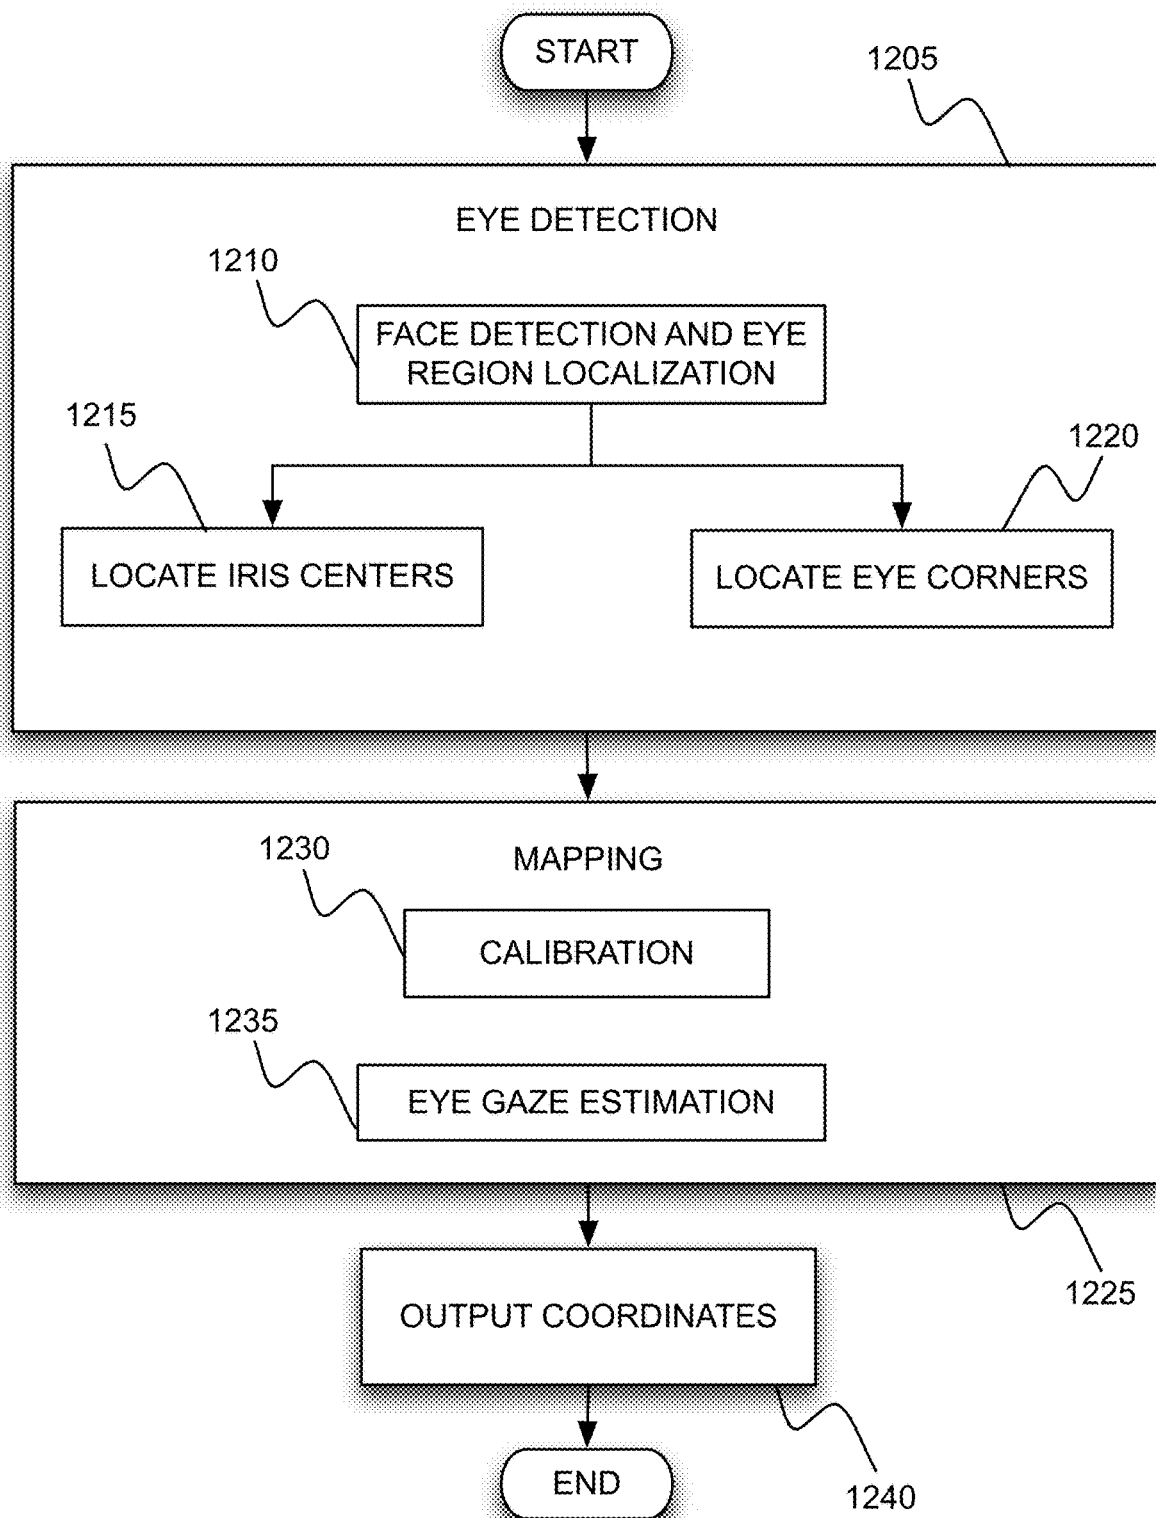 START
1205
EYE DETECTION
1210
FACE DETECTION AND EYE
REGION LOCALIZATION
1215
1220
LOCATE IRIS CENTERS
LOCATE EYE CORNERS
1230
MAPPING
CALIBRATION
1235
EYE GAZE ESTIMATION
1225
OUTPUT COORDINATES
END
1240